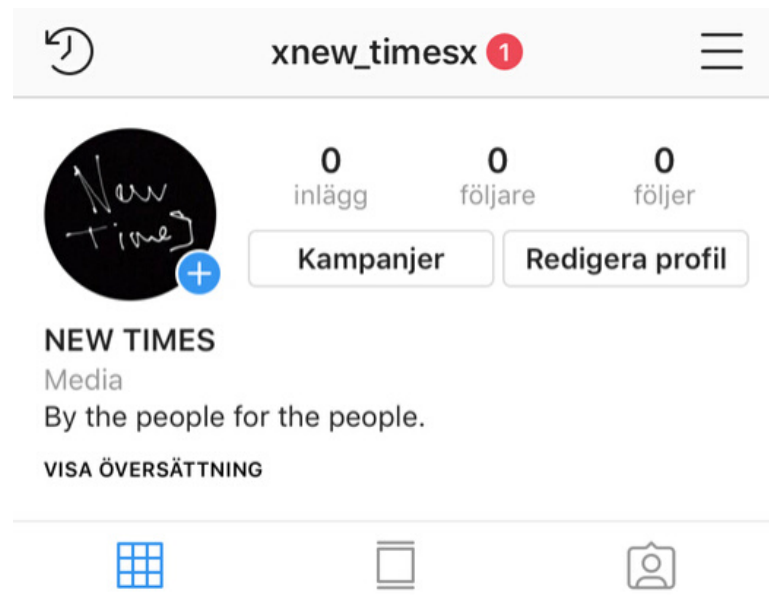 xnew_timesx 1
New
Times
0 0 0
inlägg följare följer
Kampanjer Redigera profil
NEW TIMES
Media
By the people for the people.
VISA ÖVERSÄTTNING